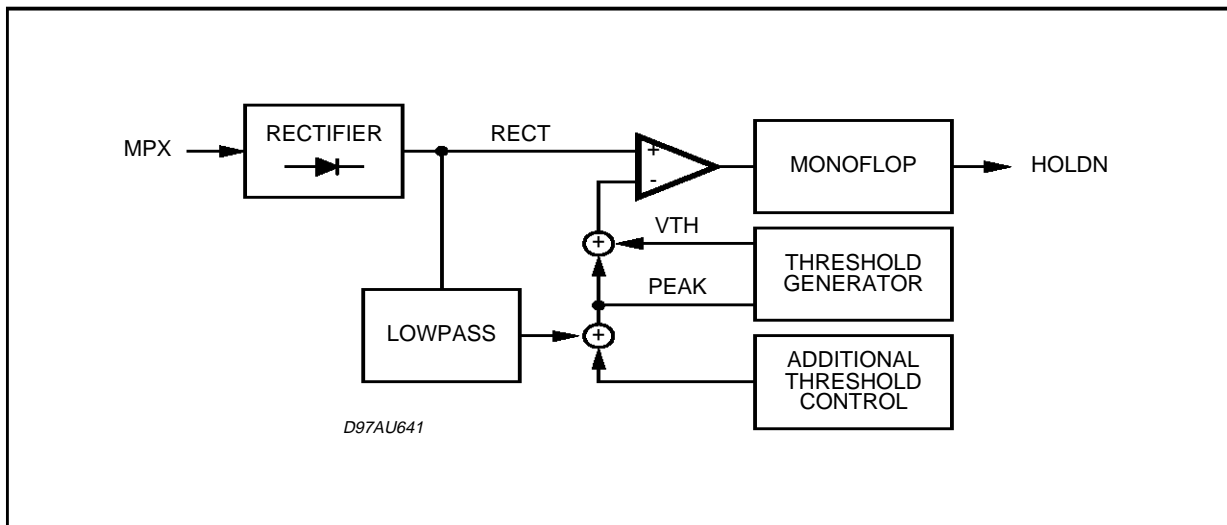 RECTIFIER
MPX
RECT
+
-
MONOFLOP
HOLDN
VTH
+
THRESHOLD
GENERATOR
PEAK
LOWPASS
+
ADDITIONAL
THRESHOLD
CONTROL
D97AU641